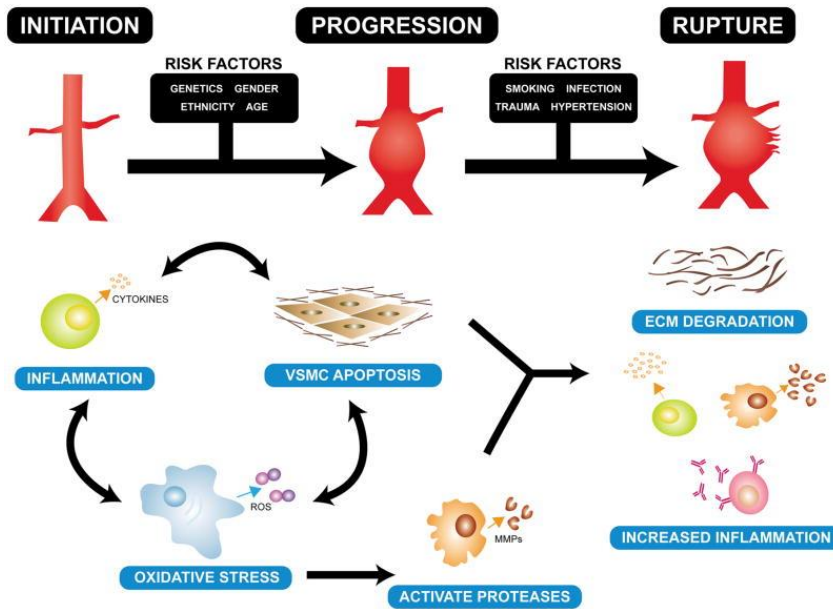 INITIATION
PROGRESSION
RUPTURE
RISK FACTORS
GENETICS GENDER
ETHNICITY AGE
RISK FACTORS
SMOKING INFECTION
TRAUMA HYPERTENSION
CYTOKINES
INFLAMMATION
VSMC APOPTOSIS
ECM DEGRADATION
ROS
OXIDATIVE STRESS
MMPs
ACTIVATE PROTEASES
INCREASED INFLAMMATION